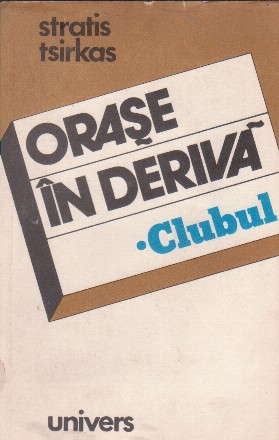 stratis
tsirkas
ORAȘE
ÎN DERIVĂ
•Clubul
univers